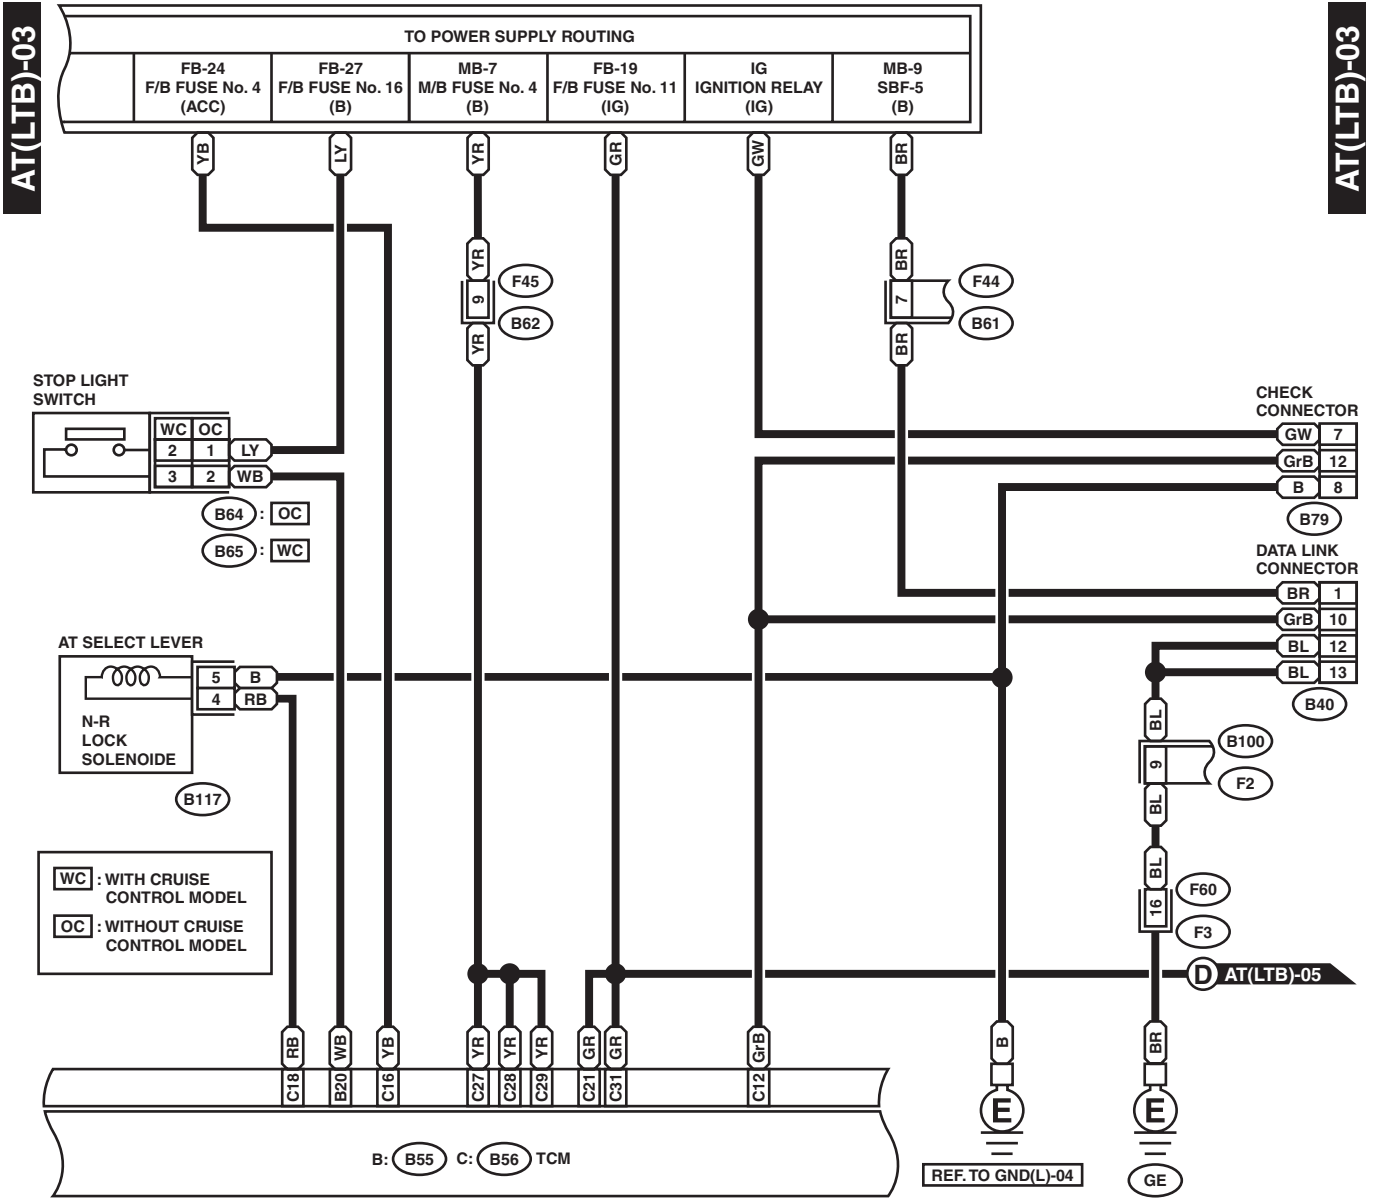 AT(LTB)-03
AT(LTB)-03
TO POWER SUPPLY ROUTING
FB-24
F/B FUSE No. 4
(ACC)
FB-27
F/B FUSE No. 16
(B)
MB-7
M/B FUSE No. 4
(B)
FB-19
F/B FUSE No. 11
(IG)
IG
IGNITION RELAY
(IG)
MB-9
SBF-5
(B)
YB
LY
YR
GR
GW
BR
YR
9
YR
F45
B62
BR
7
BR
F44
B61
STOP LIGHT
SWITCH
WC OC
2 1 LY
3 2 WB
B64 : OC
B65 : WC
CHECK
CONNECTOR
GW 7
GrB 12
B 8
B79
DATA LINK
CONNECTOR
BR 1
GrB 10
BL 12
BL 13
B40
AT SELECT LEVER
5 B
4 RB
N-R
LOCK
SOLENOIDE
B117
BL
9
BL
B100
F2
BL
16
F60
F3
WC : WITH CRUISE
CONTROL MODEL
OC : WITHOUT CRUISE
CONTROL MODEL
D AT(LTB)-05
RB
WB
YB
YR
YR
YR
GR
GR
GrB
B
BR
C18
B20
C16
C27
C28
C29
C21
C31
C12
E
E
B: B55 C: B56 TCM
REF. TO GND(L)-04
GE